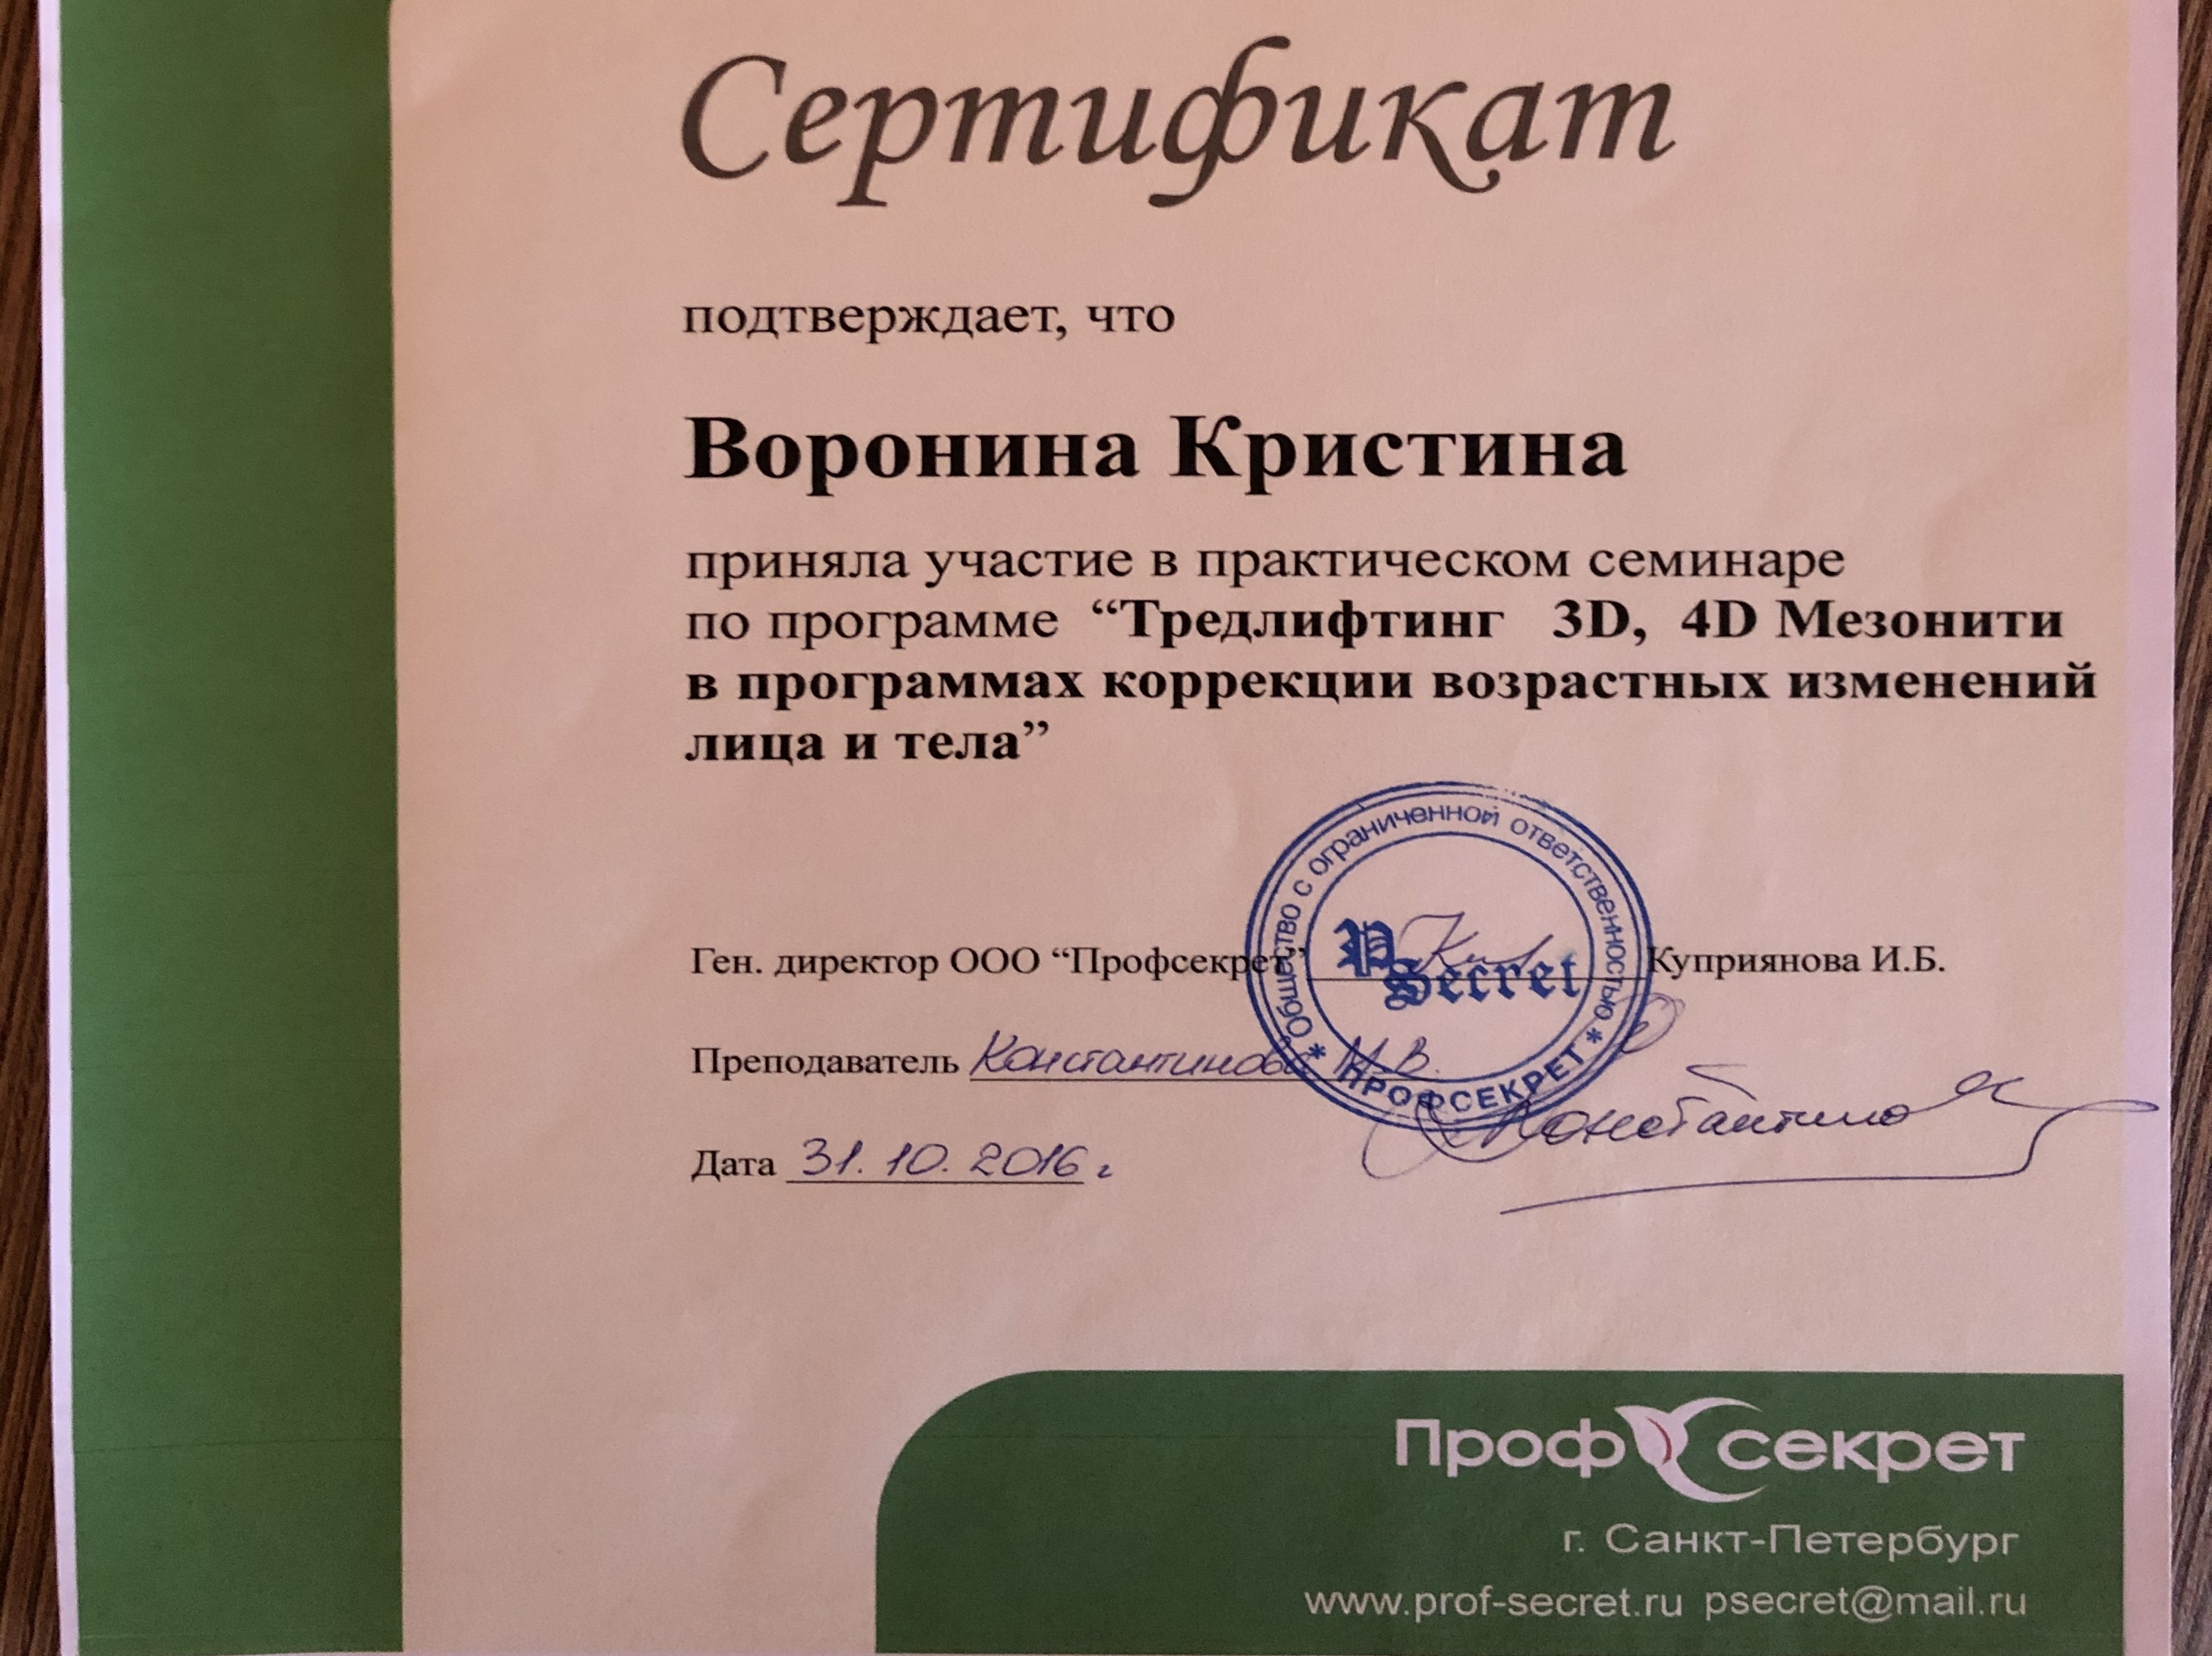 Сертификат
подтверждает, что
Воронина Кристина
приняла участие в практическом семинаре
по программе “Тредлифтинг 3D, 4D Мезонити
в программах коррекции возрастных изменений
лица и тела”
Общество с ограниченной ответственностью
P Secret
* ПРОФСЕКРЕТ *
Ген. директор ООО “Профсекрет” Куприянова И.Б.
Преподаватель Константинова М.В.
Дата 31.10.2016 г
Проф секрет
г. Санкт-Петербург
www.prof-secret.ru psecret@mail.ru